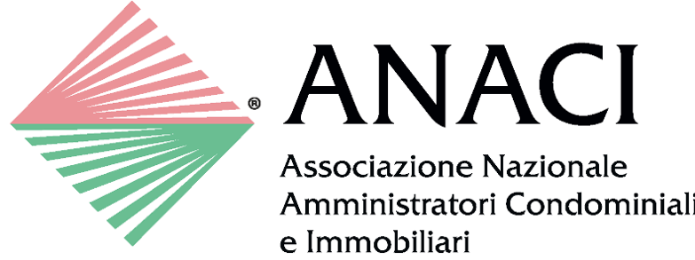 ® ANACI
Associazione Nazionale
Amministratori Condominiali
e Immobiliari